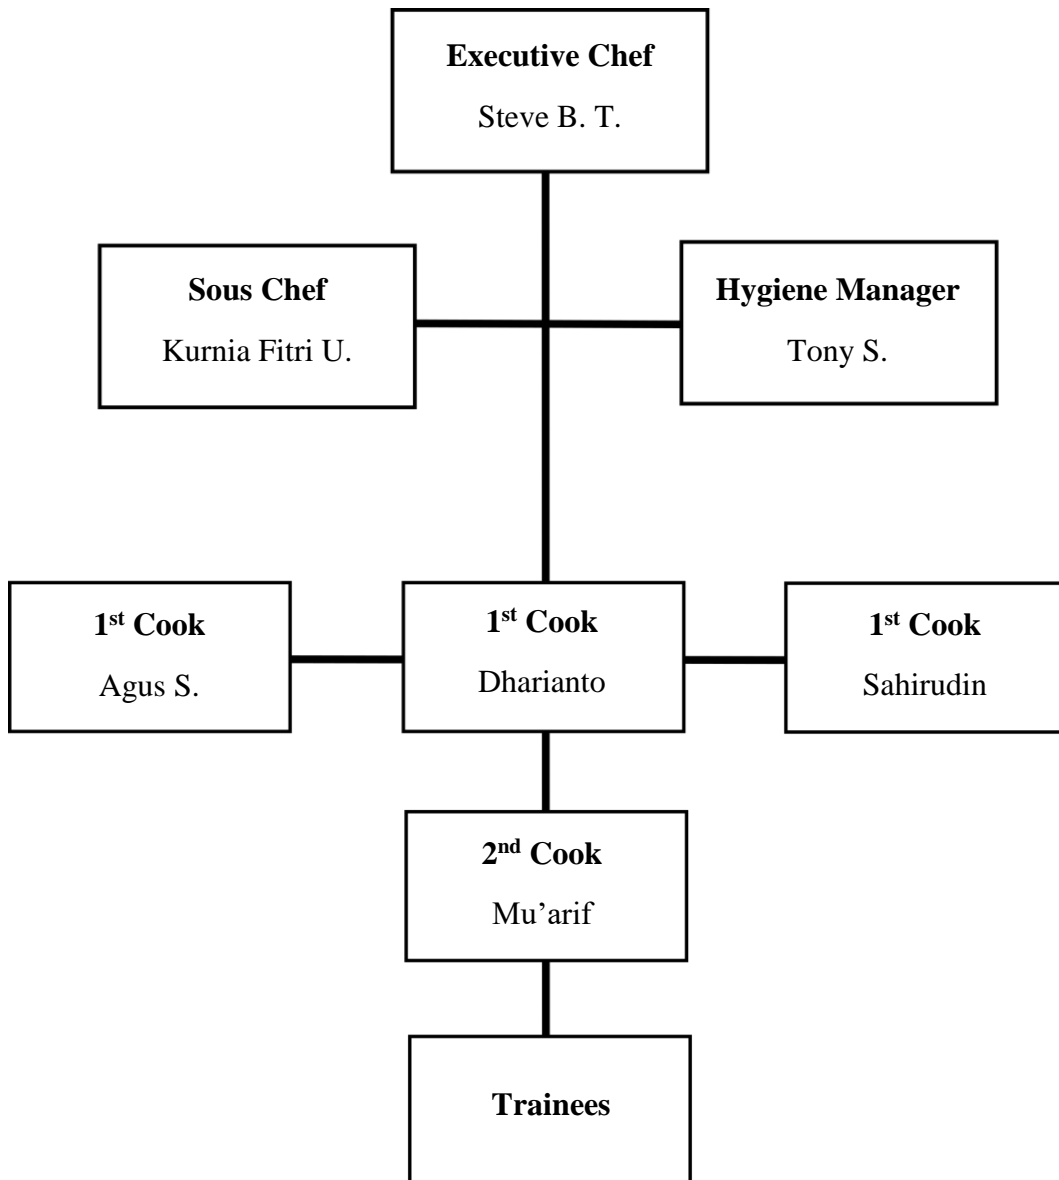 Executive Chef
Steve B. T.
Sous Chef
Kurnia Fitri U.
Hygiene Manager
Tony S.
1st Cook
Agus S.
1st Cook
Dharianto
1st Cook
Sahirudin
2nd Cook
Mu’arif
Trainees